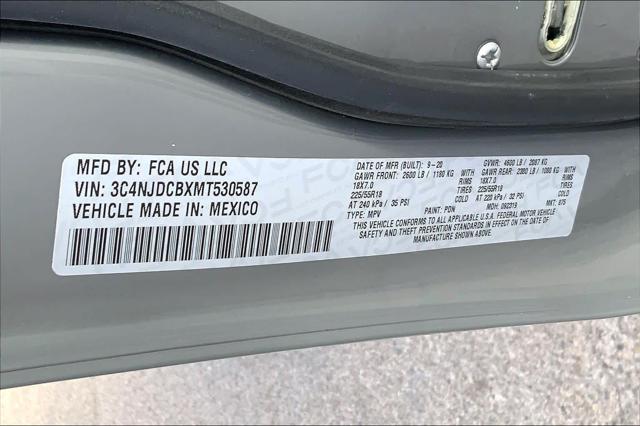 MFD BY: FCA US LLC
VIN: 3C4NJDCBXMT530587
VEHICLE MADE IN: MEXICO
DATE OF MFR (BUILT): 9-20 GVWR: 4600 LB / 2087 KG
GAWR FRONT: 2600 LB / 1180 KG WITH GAWR REAR: 2380 LB / 1080 KG WITH
18X7.0 RIMS 18X7.0 RIMS
225/55R18 TIRES 225/55R18 TIRES
AT 240 kPa / 35 PSI AT 220 kPa / 32 PSI
TYPE: MPV PAINT: PDN MDH: 092319 MKT: 875
THIS VEHICLE CONFORMS TO ALL APPLICABLE U.S.A. FEDERAL MOTOR VEHICLE
SAFETY AND THEFT PREVENTION STANDARDS IN EFFECT ON THE DATE OF
MANUFACTURE SHOWN ABOVE.